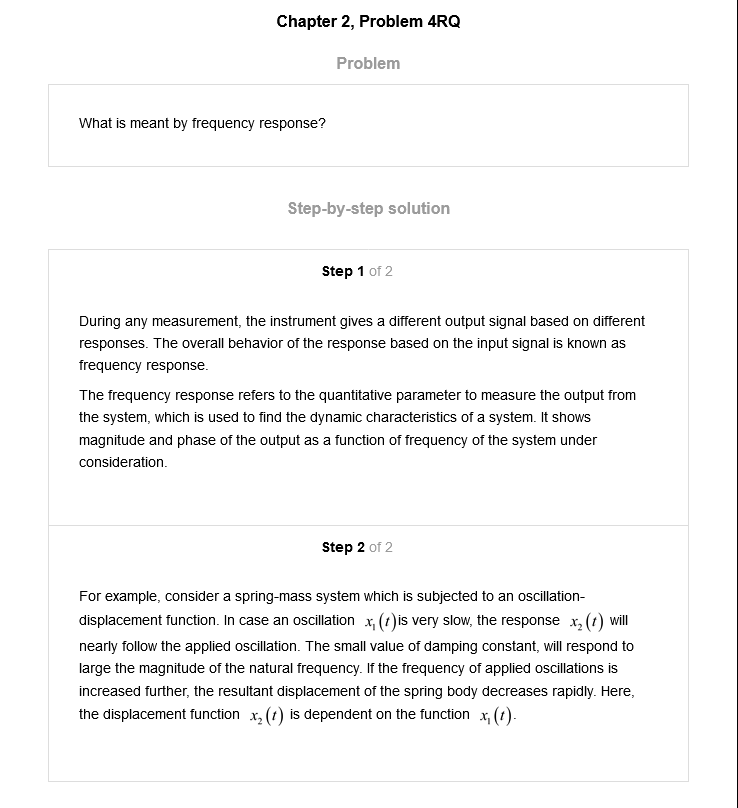 Chapter 2, Problem 4RQ
Problem
What is meant by frequency response?
Step-by-step solution
Step 1 of 2
During any measurement, the instrument gives a different output signal based on different
responses. The overall behavior of the response based on the input signal is known as
frequency response.
The frequency response refers to the quantitative parameter to measure the output from
the system, which is used to find the dynamic characteristics of a system. It shows
magnitude and phase of the output as a function of frequency of the system under
consideration.
Step 2 of 2
For example, consider a spring-mass system which is subjected to an oscillation-
displacement function. In case an oscillation x₁(t)is very slow, the response x₂(t) will
nearly follow the applied oscillation. The small value of damping constant, will respond to
large the magnitude of the natural frequency. If the frequency of applied oscillations is
increased further, the resultant displacement of the spring body decreases rapidly. Here,
the displacement function x₂(t) is dependent on the function x₁(t).